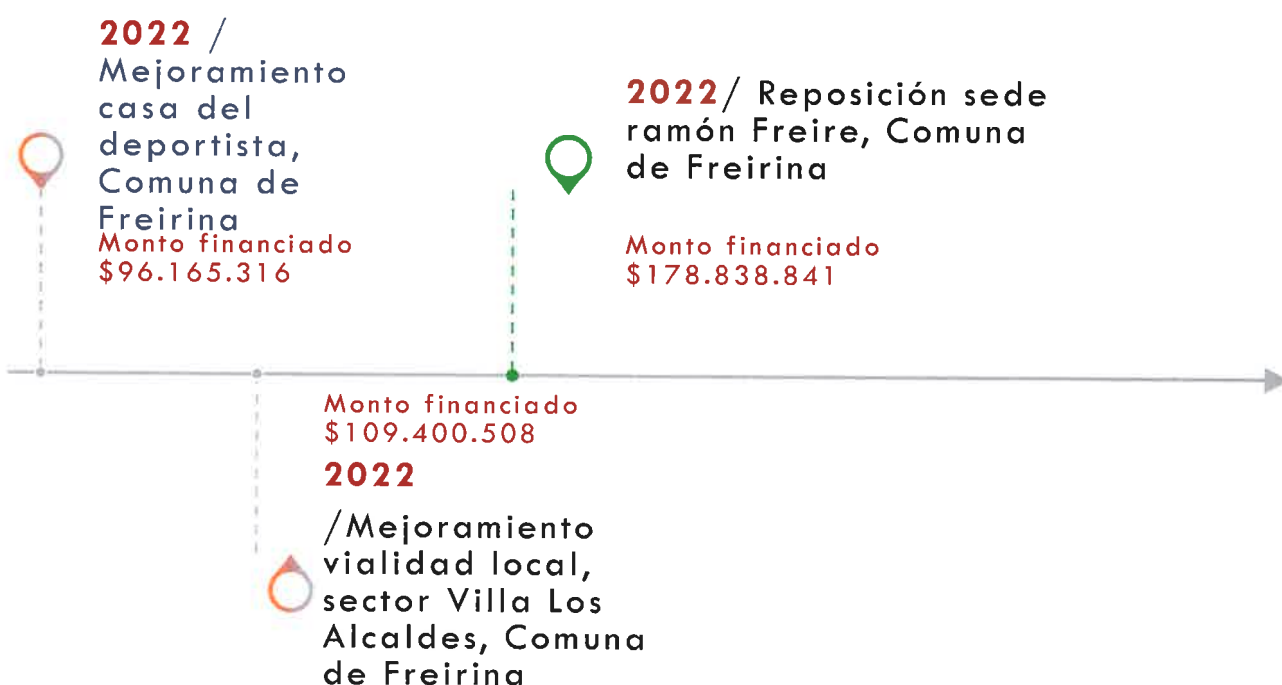 2022 /
Mejoramiento
casa del
deportista,
Comuna de
Freirina
Monto financiado
$96.165.316
2022/ Reposición sede
ramón Freire, Comuna
de Freirina
Monto financiado
$178.838.841
Monto financiado
$109.400.508
2022
/Mejoramiento
vialidad local,
sector Villa Los
Alcaldes, Comuna
de Freirina